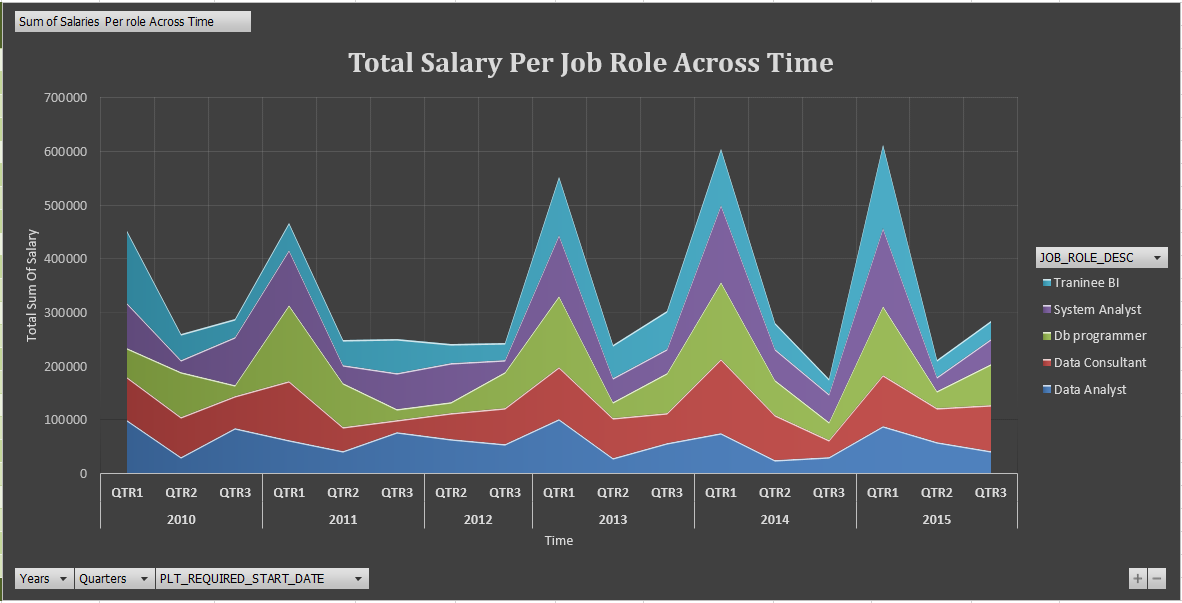 Sum of Salaries  Per role Across Time
Total Salary Per Job Role Across Time
700000
600000
500000
400000
300000
200000
100000
0
Total Sum Of Salary
QTR1 QTR2 QTR3 QTR1 QTR2 QTR3 QTR2 QTR3 QTR1 QTR2 QTR3 QTR1 QTR2 QTR3 QTR1 QTR2 QTR3
2010 2011 2012 2013 2014 2015
Time
JOB_ROLE_DESC
Traninee BI
System Analyst
Db programmer
Data Consultant
Data Analyst
Years Quarters PLT_REQUIRED_START_DATE
+ −